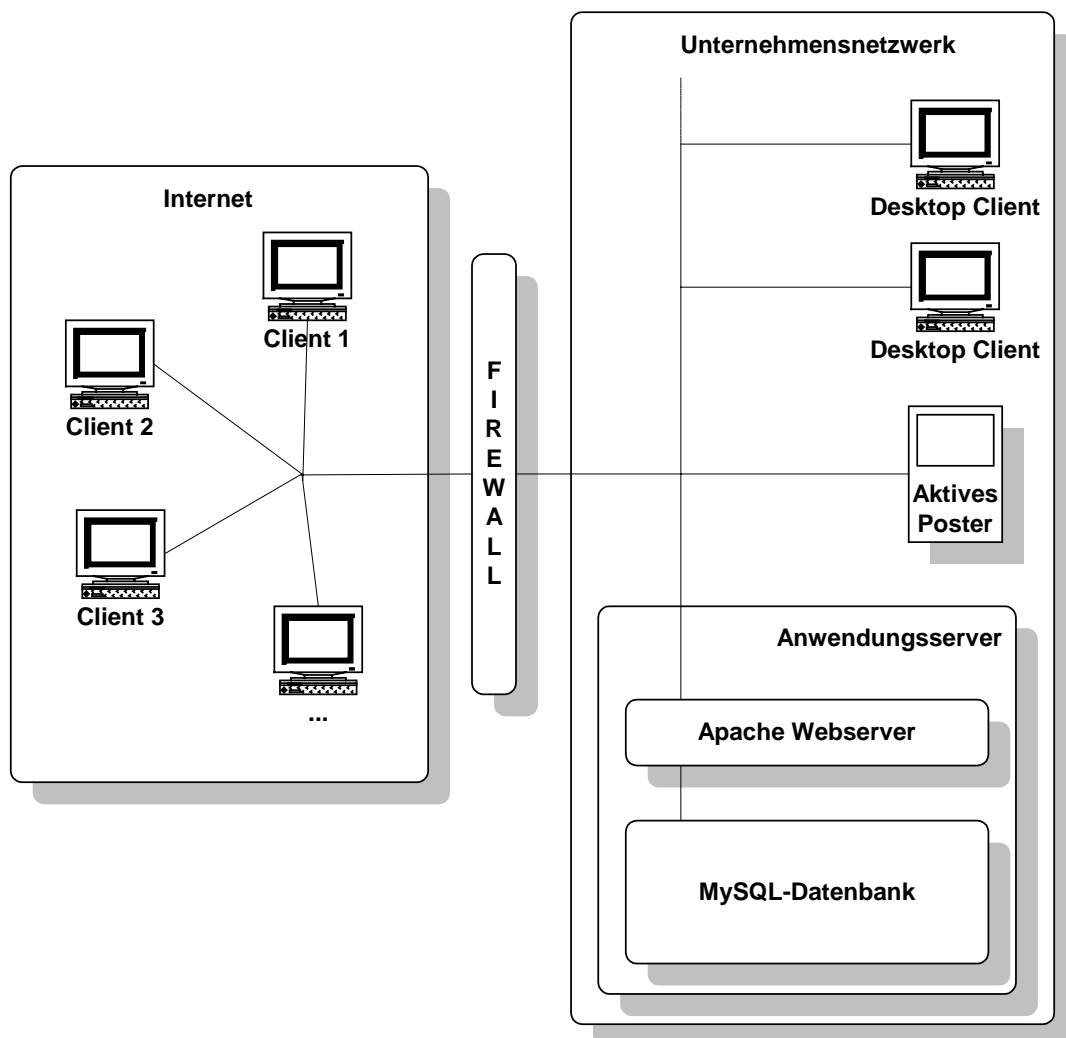 Unternehmensnetzwerk
Desktop Client
Desktop Client
Internet
Client 1
Client 2
Client 3
...
F
I
R
E
W
A
L
L
Aktives
Poster
Anwendungsserver
Apache Webserver
MySQL-Datenbank